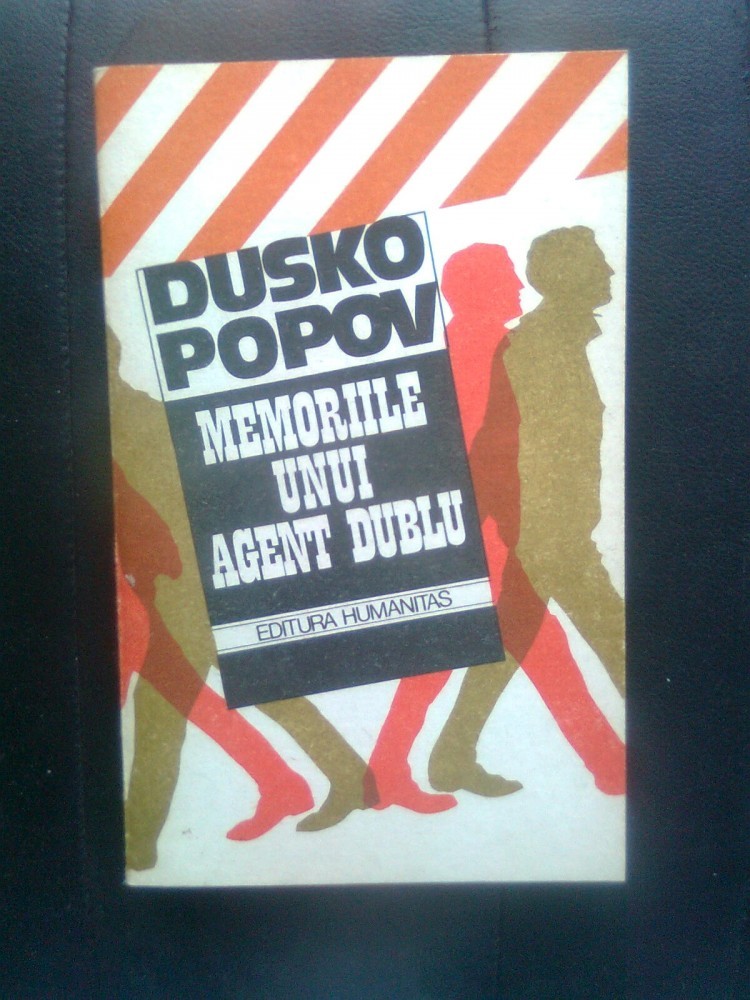 DUSKO
POPOV
MEMORIILE
UNUI
AGENT DUBLU
EDITURA HUMANITAS